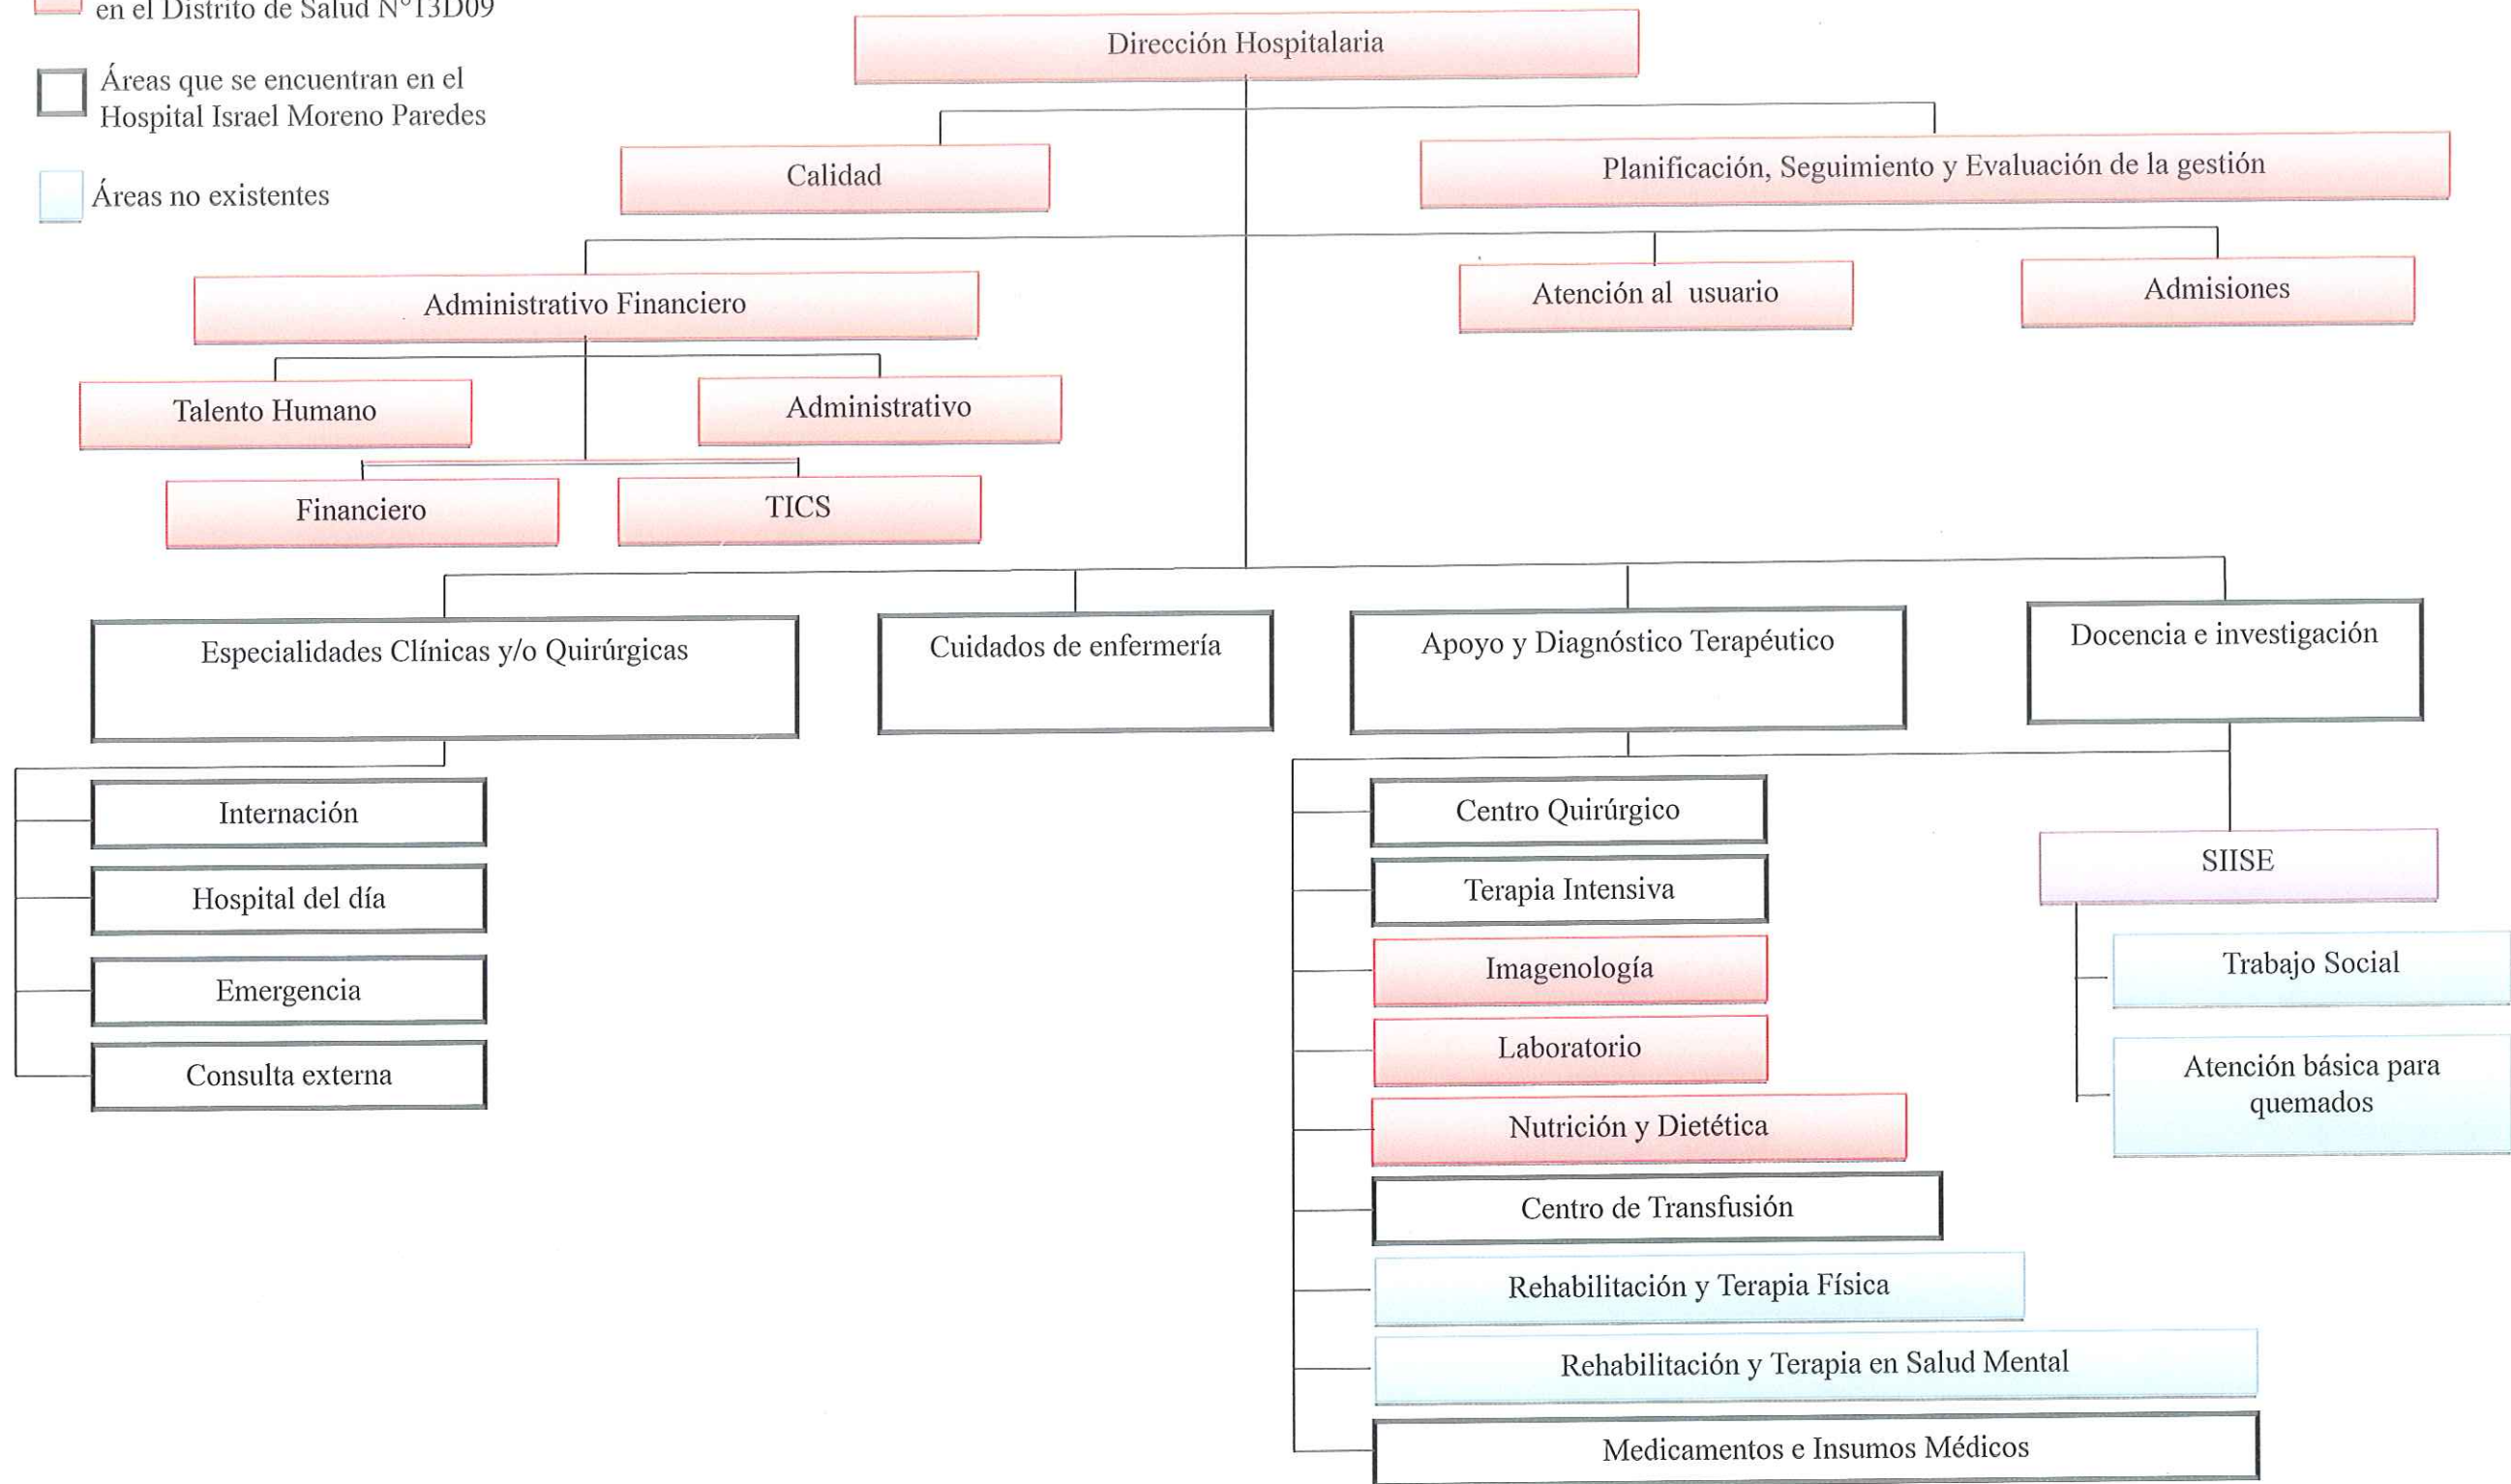 en el Distrito de Salud N°13D09
Áreas que se encuentran en el
Hospital Israel Moreno Paredes
Áreas no existentes
Dirección Hospitalaria
Calidad
Planificación, Seguimiento y Evaluación de la gestión
Administrativo Financiero
Atención al usuario
Admisiones
Talento Humano
Administrativo
Financiero
TICS
Especialidades Clínicas y/o Quirúrgicas
Cuidados de enfermería
Apoyo y Diagnóstico Terapéutico
Docencia e investigación
Internación
Hospital del día
Emergencia
Consulta externa
Centro Quirúrgico
Terapia Intensiva
Imagenología
Laboratorio
Nutrición y Dietética
Centro de Transfusión
Rehabilitación y Terapia Física
Rehabilitación y Terapia en Salud Mental
Medicamentos e Insumos Médicos
SIISE
Trabajo Social
Atención básica para
quemados